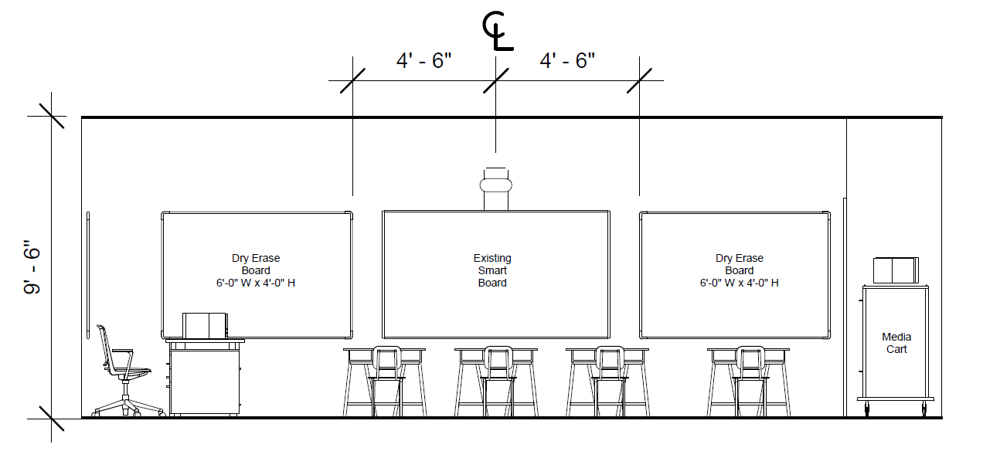 ℄
4' - 6" 4' - 6"
9' - 6"
Dry Erase
Board
6'-0" W x 4'-0" H
Existing
Smart
Board
Dry Erase
Board
6'-0" W x 4'-0" H
Media
Cart